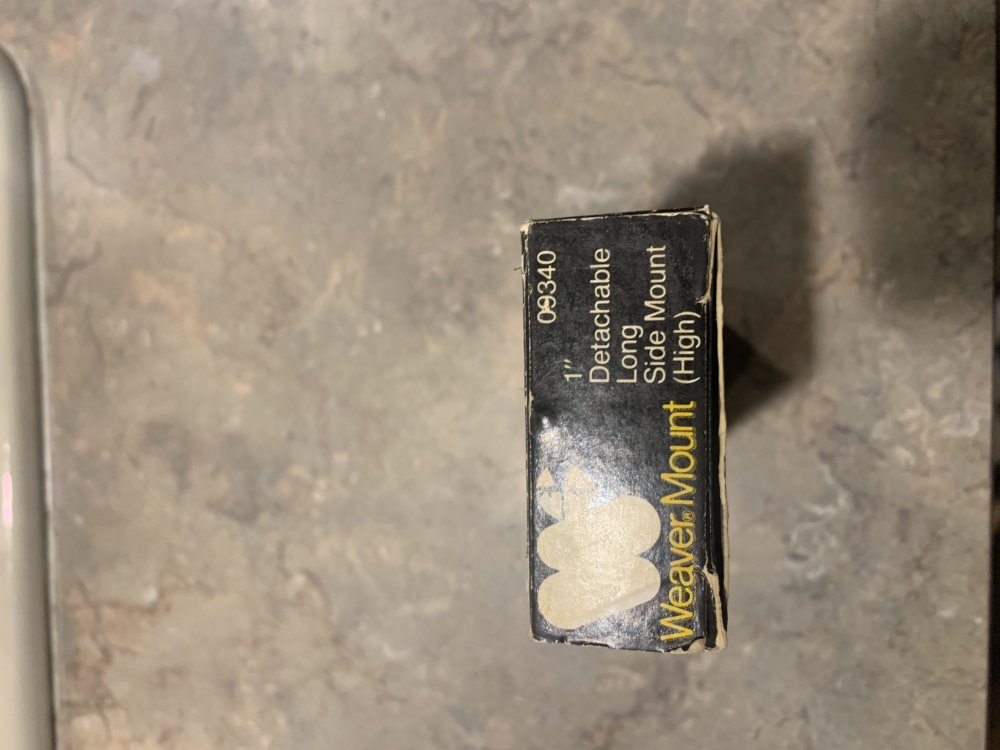 09340
1"
Detachable
Long
Side Mount
(High)
Weaver® Mount